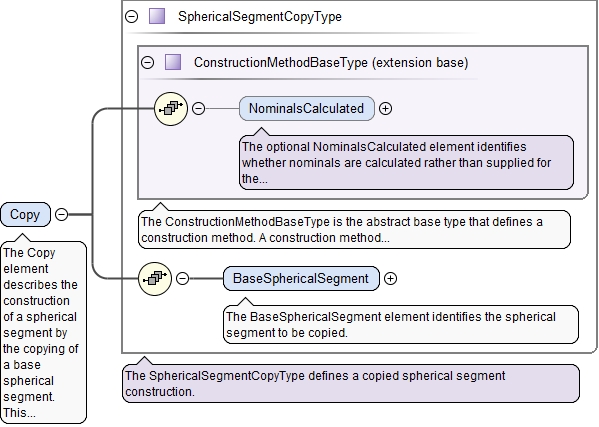 SphericalSegmentCopyType
ConstructionMethodBaseType (extension base)
NominalsCalculated
The optional NominalsCalculated element identifies
whether nominals are calculated rather than supplied for
the...
The ConstructionMethodBaseType is the abstract base type that defines a
construction method. A construction method...
Copy
The Copy
element
describes the
construction
of a spherical
segment by
the copying of
a base
spherical
segment.
This...
BaseSphericalSegment
The BaseSphericalSegment element identifies the spherical
segment to be copied.
The SphericalSegmentCopyType defines a copied spherical segment
construction.